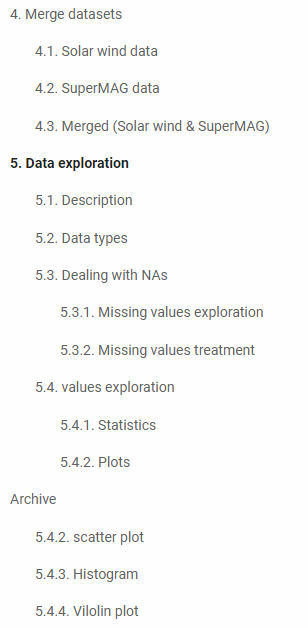 4. Merge datasets
4.1. Solar wind data
4.2. SuperMAG data
4.3. Merged (Solar wind & SuperMAG)
5. Data exploration
5.1. Description
5.2. Data types
5.3. Dealing with NAs
5.3.1. Missing values exploration
5.3.2. Missing values treatment
5.4. values exploration
5.4.1. Statistics
5.4.2. Plots
Archive
5.4.2. scatter plot
5.4.3. Histogram
5.4.4. Vilolin plot